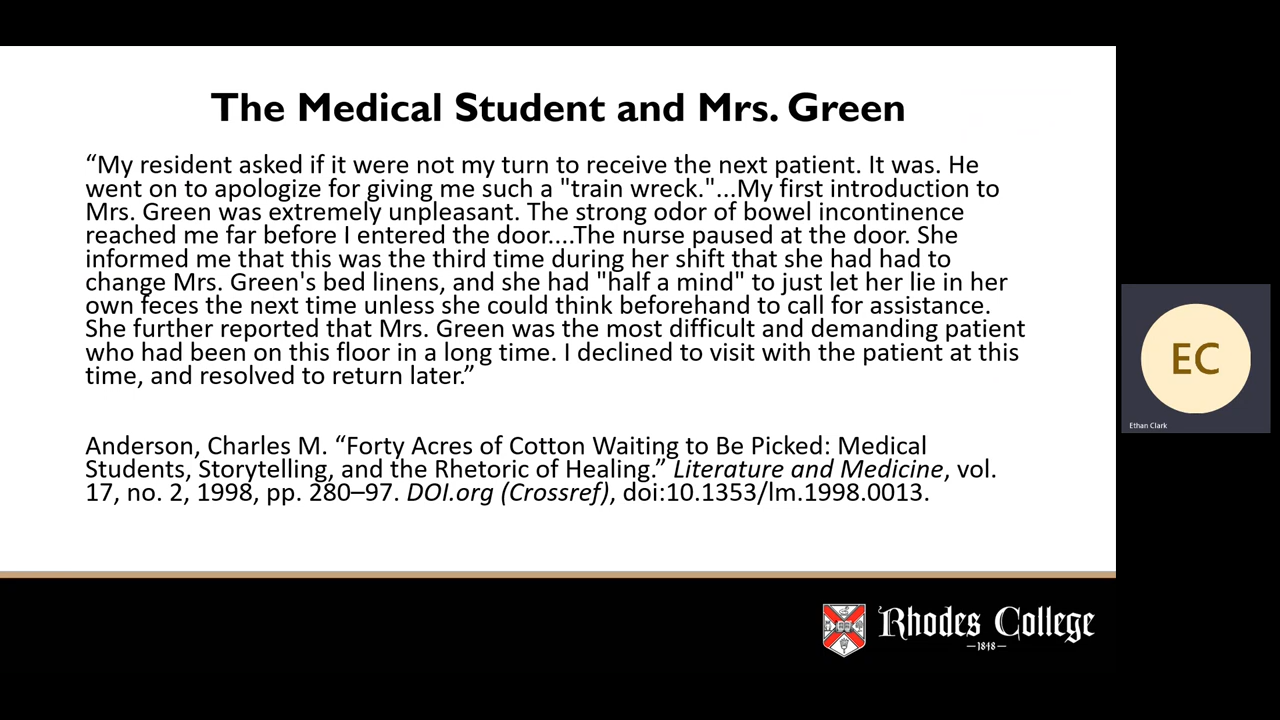 The Medical Student and Mrs. Green
“My resident asked if it were not my turn to receive the next patient. It was. He
went on to apologize for giving me such a "train wreck."...My first introduction to
Mrs. Green was extremely unpleasant. The strong odor of bowel incontinence
reached me far before I entered the door....The nurse paused at the door. She
informed me that this was the third time during her shift that she had had to
change Mrs. Green's bed linens, and she had "half a mind" to just let her lie in her
own feces the next time unless she could think beforehand to call for assistance.
She further reported that Mrs. Green was the most difficult and demanding patient
who had been on this floor in a long time. I declined to visit with the patient at this
time, and resolved to return later.”
Anderson, Charles M. “Forty Acres of Cotton Waiting to Be Picked: Medical
Students, Storytelling, and the Rhetoric of Healing.” Literature and Medicine, vol.
17, no. 2, 1998, pp. 280–97. DOI.org (Crossref), doi:10.1353/lm.1998.0013.
EC
Ethan Clark
Rhodes College
—1848—